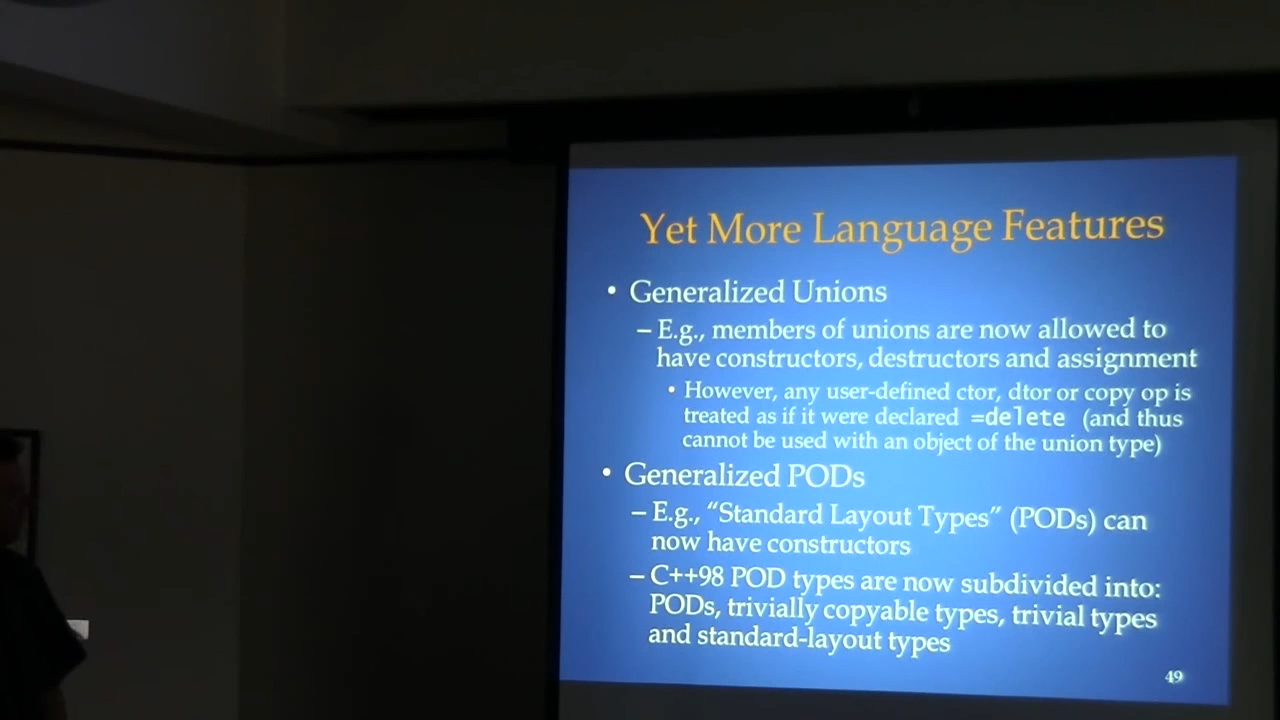 Yet More Language Features
• Generalized Unions
– E.g., members of unions are now allowed to
have constructors, destructors and assignment
• However, any user-defined ctor, dtor or copy op is
treated as if it were declared =delete (and thus
cannot be used with an object of the union type)
• Generalized PODs
– E.g., “Standard Layout Types” (PODs) can
now have constructors
– C++98 POD types are now subdivided into:
PODs, trivially copyable types, trivial types
and standard-layout types
49